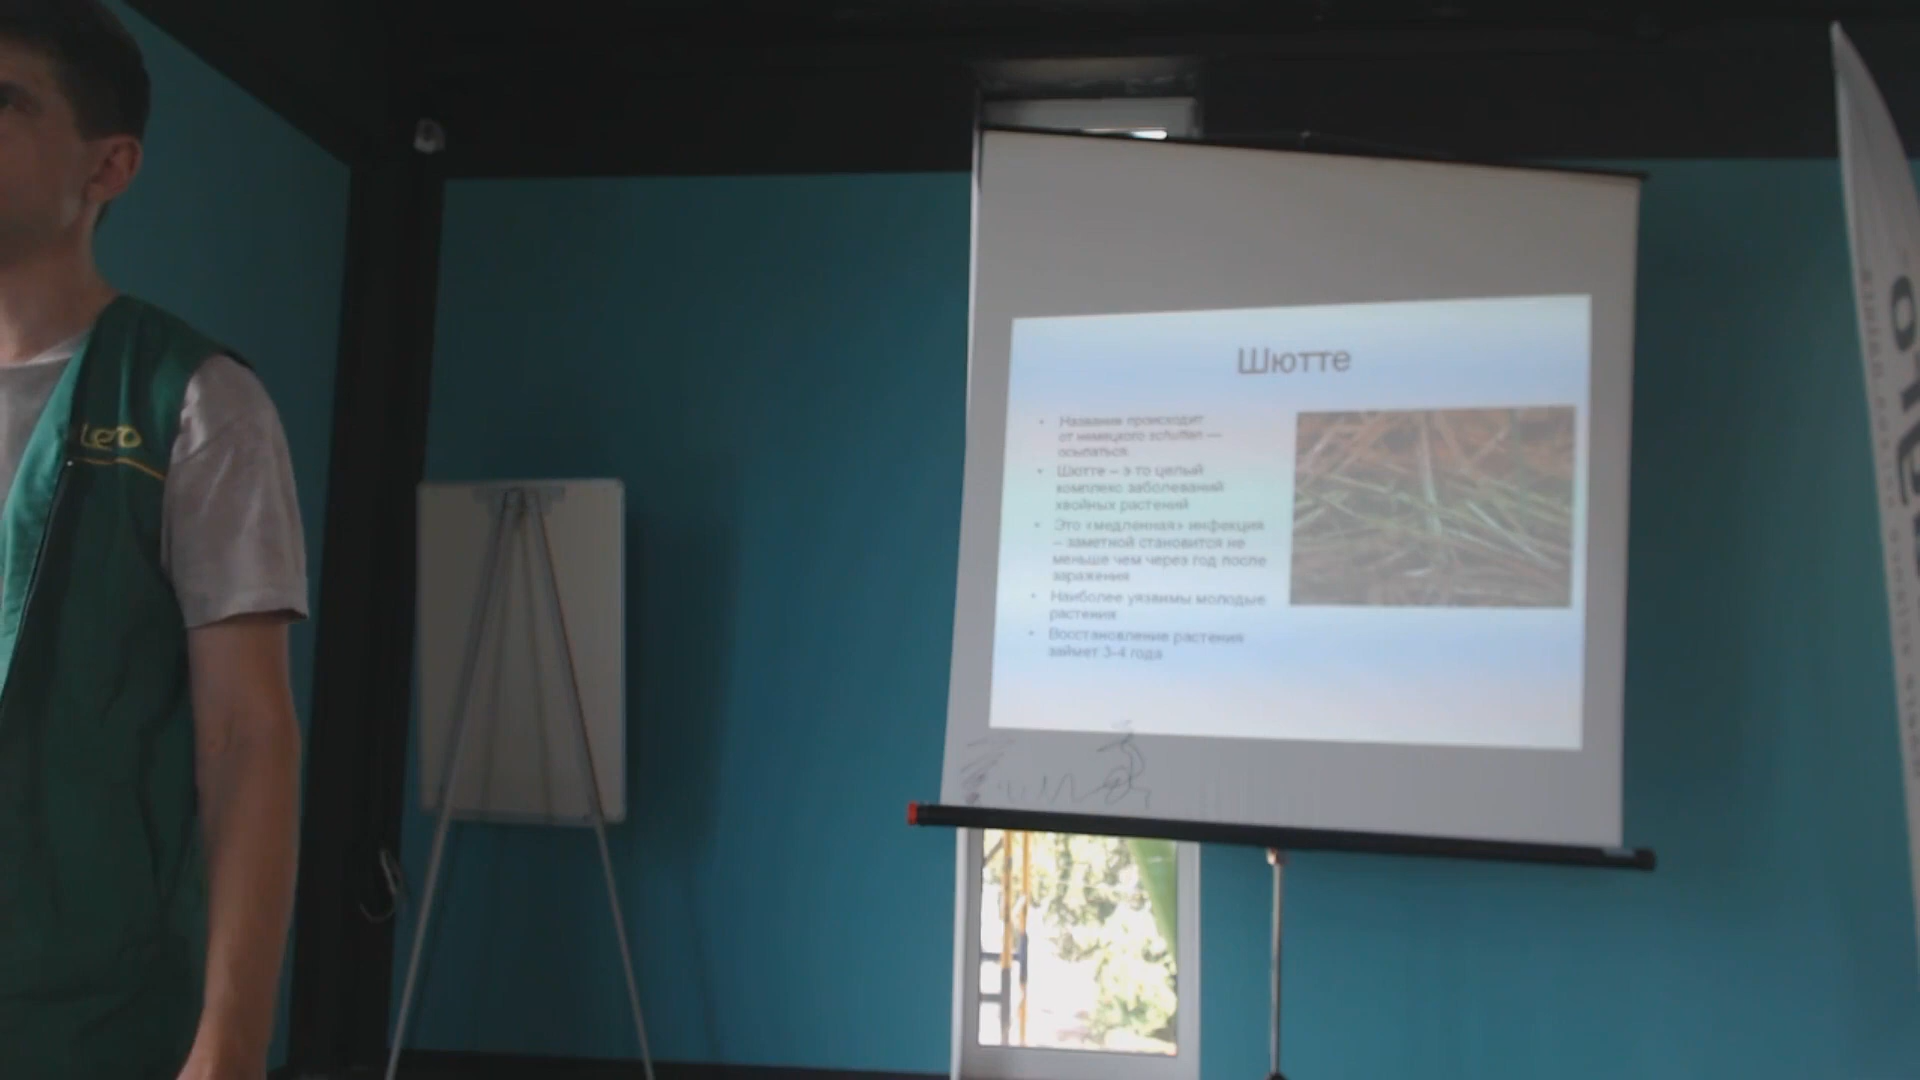 Шютте
• Название происходит
от немецкого schutten —
осыпаться.
• Шютте – э то целый
комплекс заболеваний
хвойных растений
• Это «медленная» инфекция
– заметной становится не
меньше чем через год после
заражения
• Наиболее уязвимы молодые
растения
• Восстановление растения
займет 3-4 года